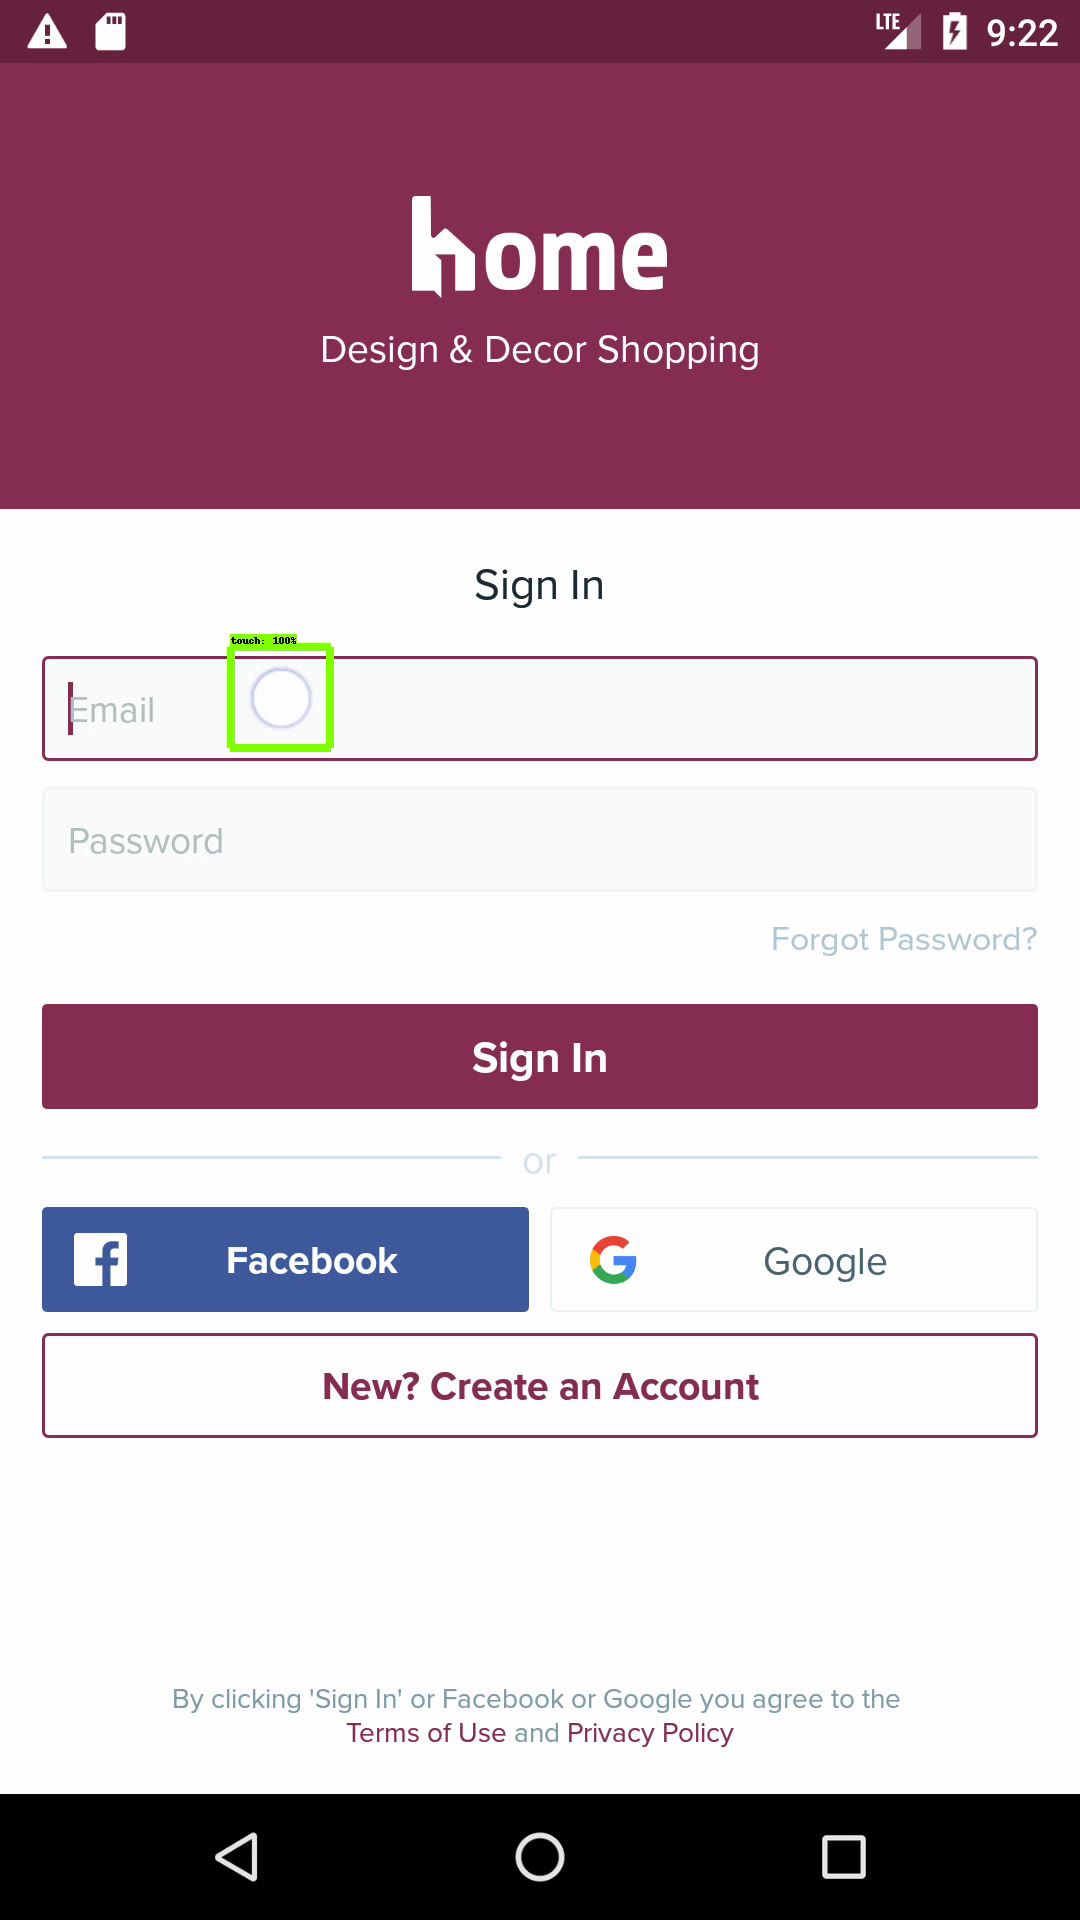 LTE 9:22
home
Design & Decor Shopping
Sign In
touch: 100%
Email
Password
Forgot Password?
Sign In
or
Facebook
Google
New? Create an Account
By clicking 'Sign In' or Facebook or Google you agree to the
Terms of Use and Privacy Policy